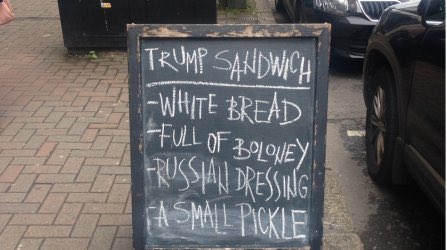 TRUMP SANDWICH
-WHITE BREAD
-FULL OF BOLONEY
-RUSSIAN DRESSING
-A SMALL PICKLE